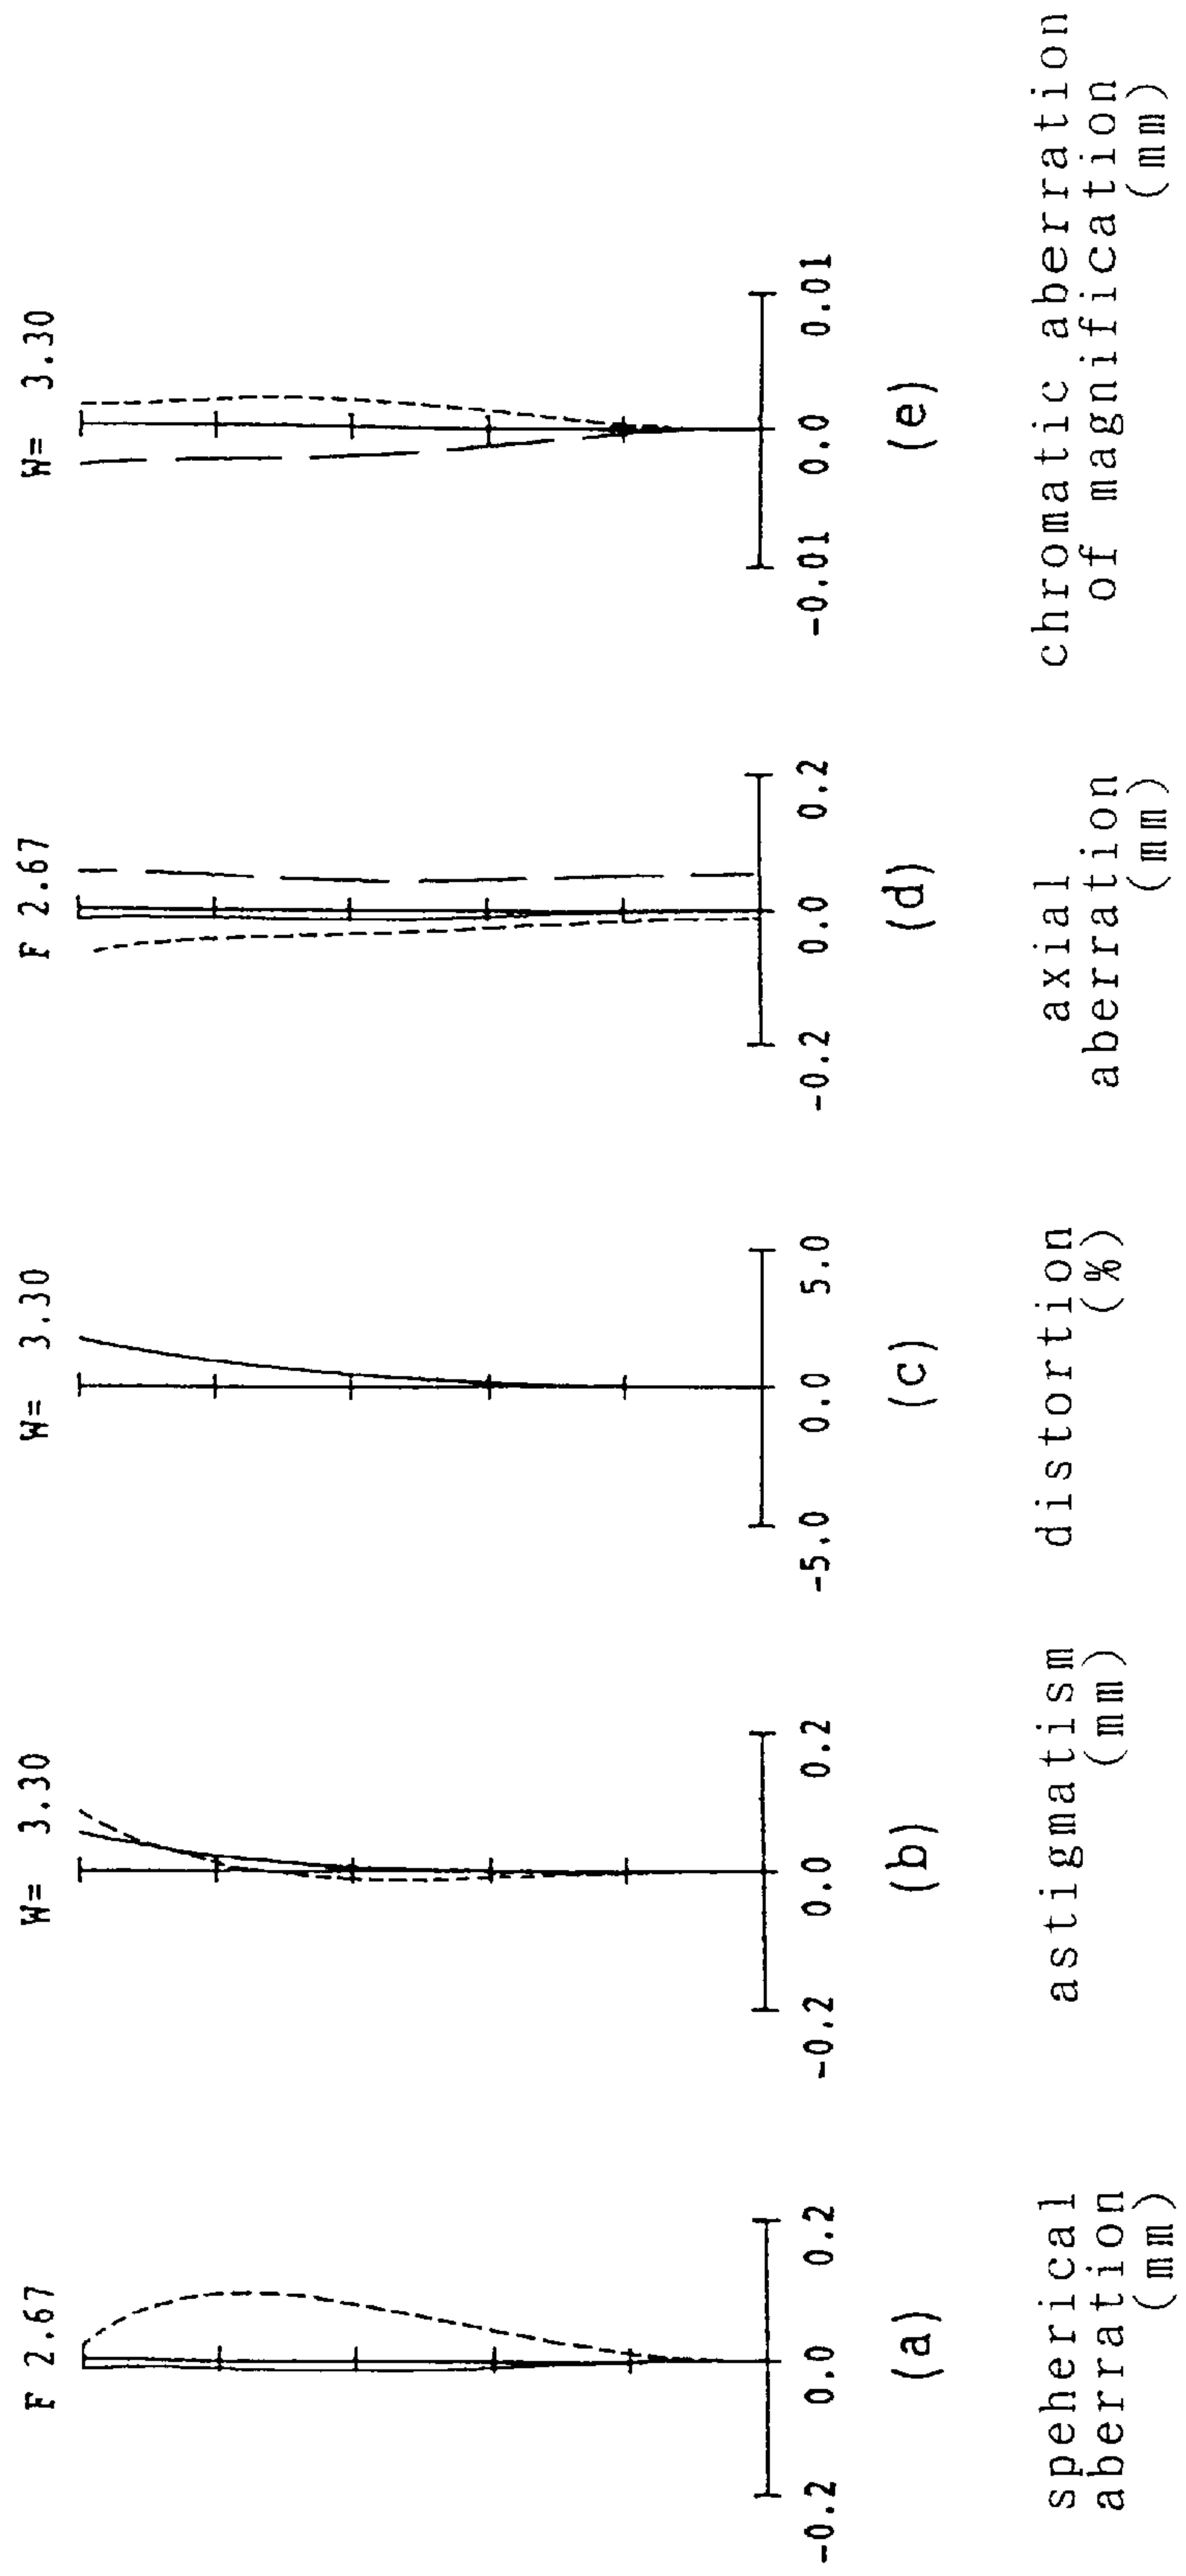 F 2.67
-0.2 0.0 0.2
(a)
speherical
aberration
(mm)
W= 3.30
-0.2 0.0 0.2
(b)
astigmatism
(mm)
W= 3.30
-5.0 0.0 5.0
(c)
distortion
(%)
F 2.67
-0.2 0.0 0.2
(d)
axial
aberration
(mm)
W= 3.30
-0.01 0.0 0.01
(e)
chromatic aberration
of magnification
(mm)